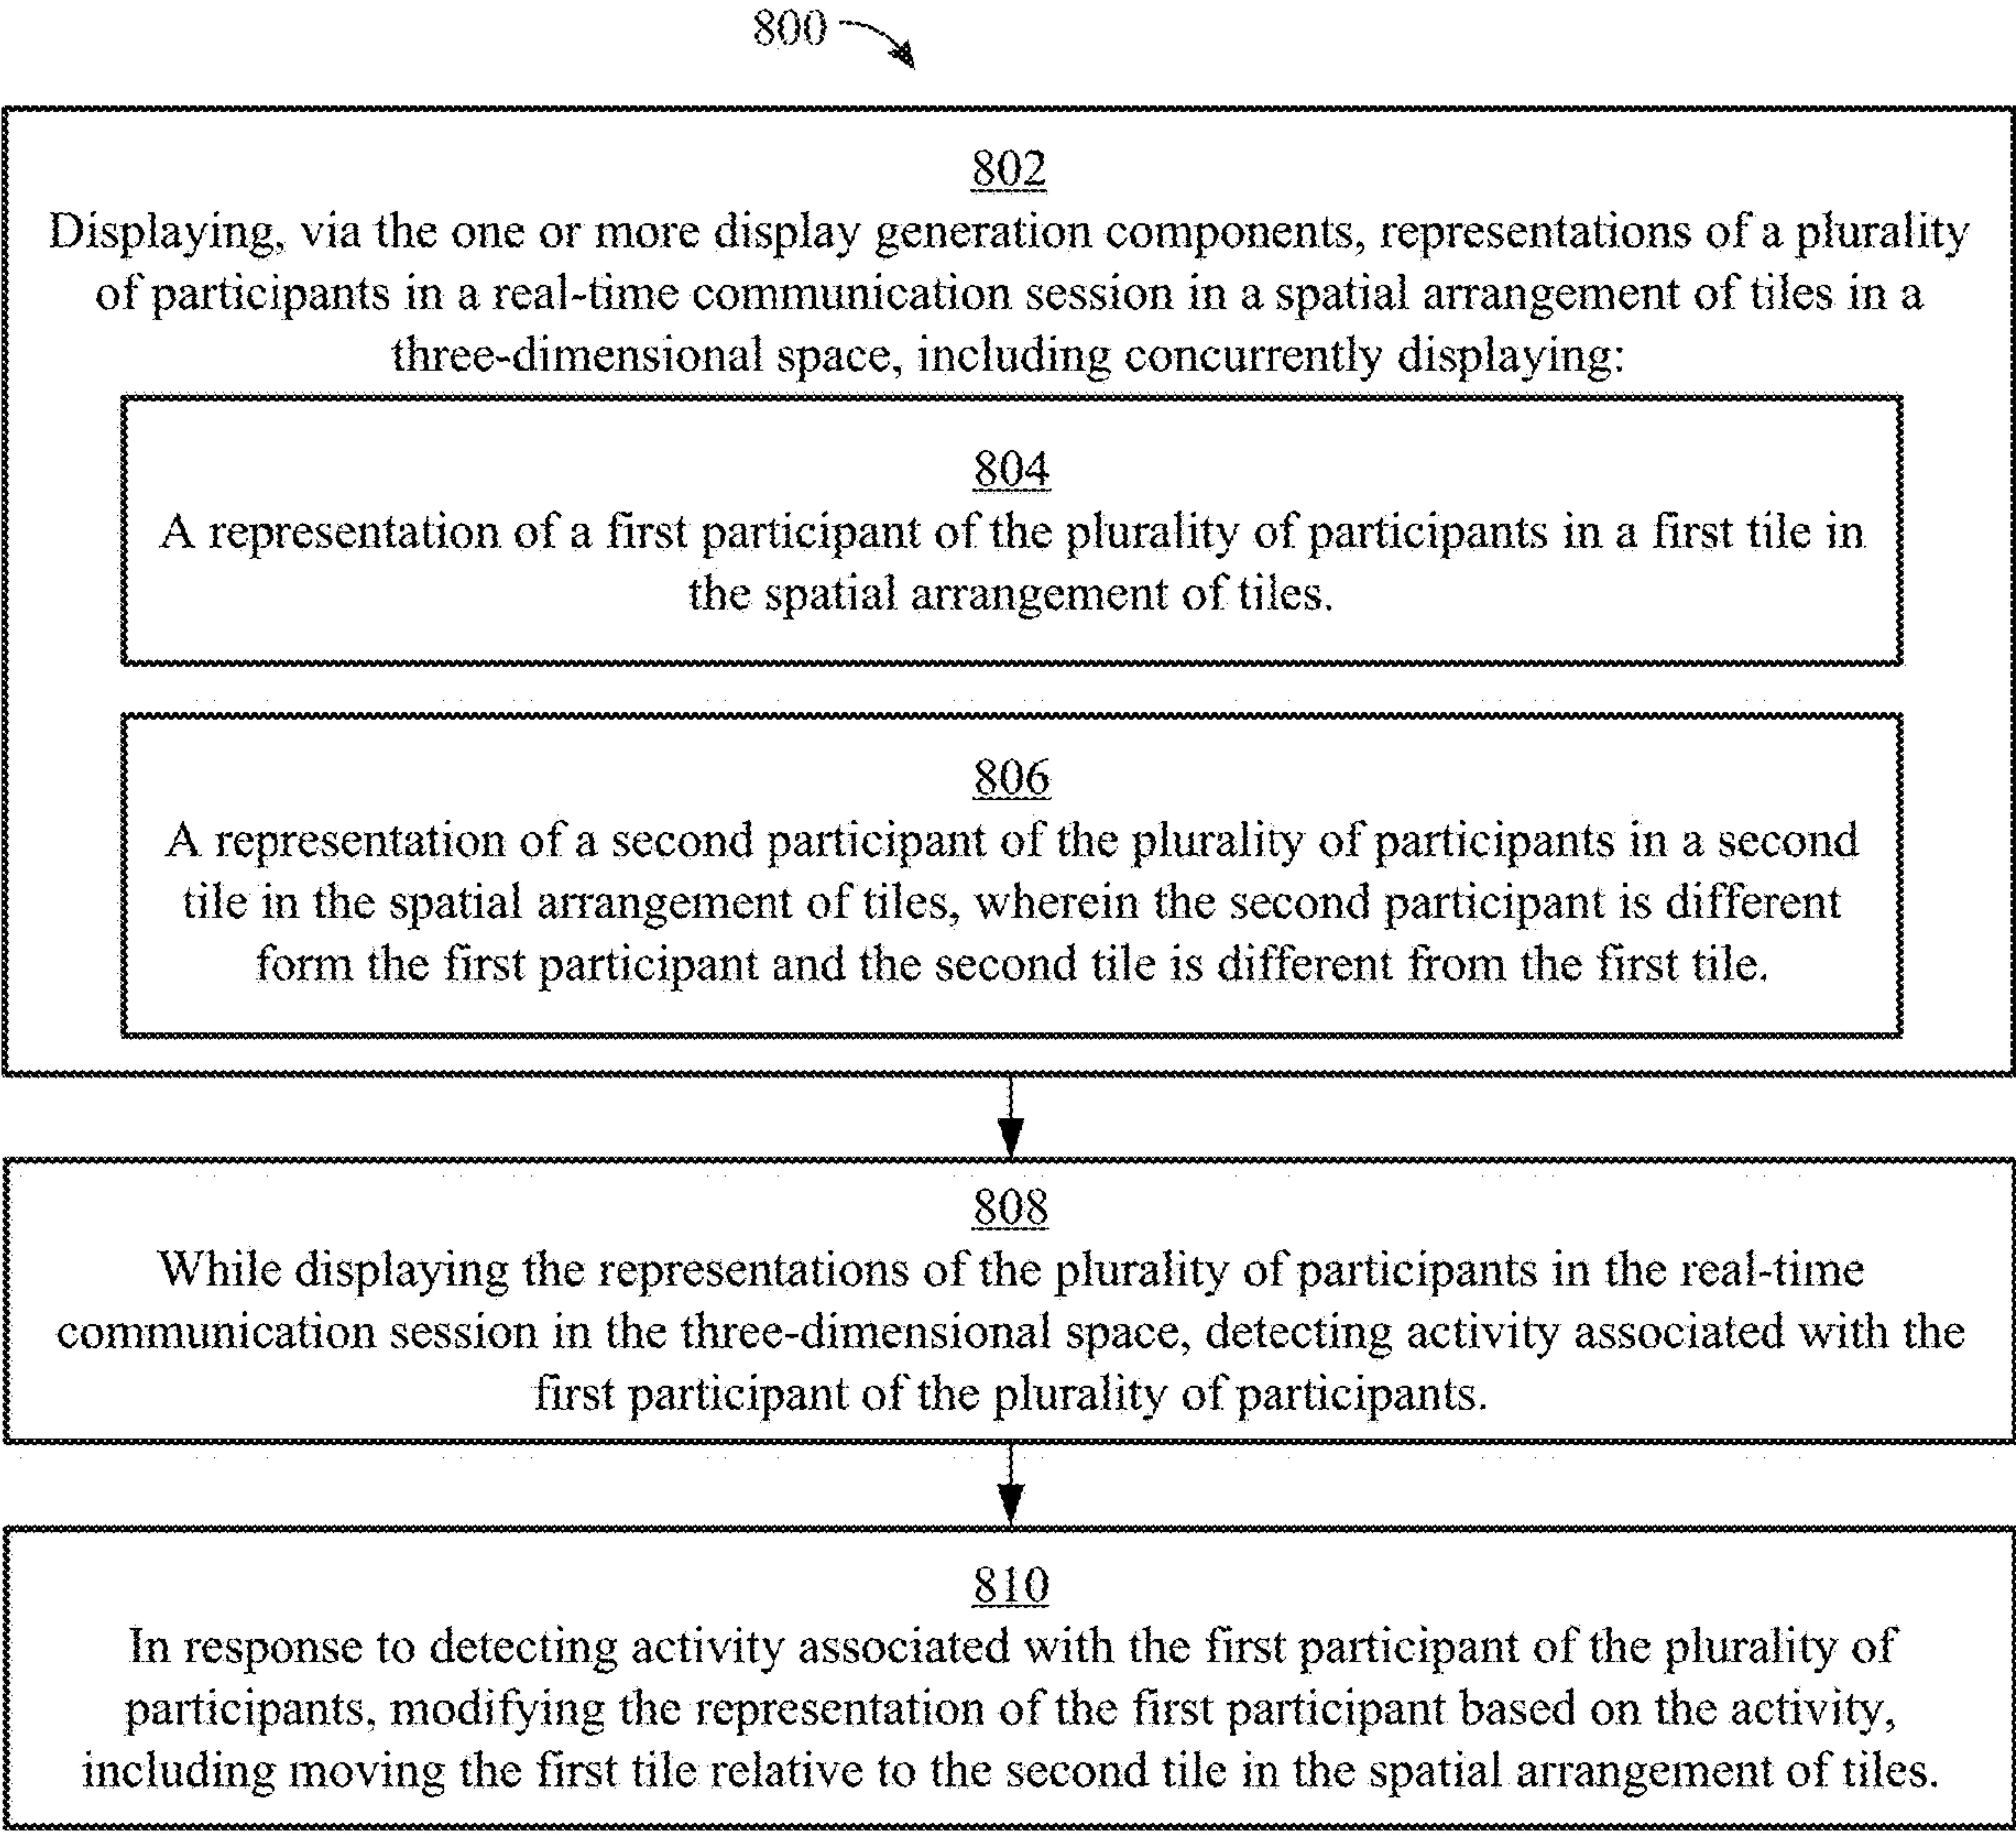 800
802
Displaying, via the one or more display generation components, representations of a plurality
of participants in a real-time communication session in a spatial arrangement of tiles in a
three-dimensional space, including concurrently displaying:
804
A representation of a first participant of the plurality of participants in a first tile in
the spatial arrangement of tiles.
806
A representation of a second participant of the plurality of participants in a second
tile in the spatial arrangement of tiles, wherein the second participant is different
form the first participant and the second tile is different from the first tile.
808
While displaying the representations of the plurality of participants in the real-time
communication session in the three-dimensional space, detecting activity associated with the
first participant of the plurality of participants.
810
In response to detecting activity associated with the first participant of the plurality of
participants, modifying the representation of the first participant based on the activity,
including moving the first tile relative to the second tile in the spatial arrangement of tiles.